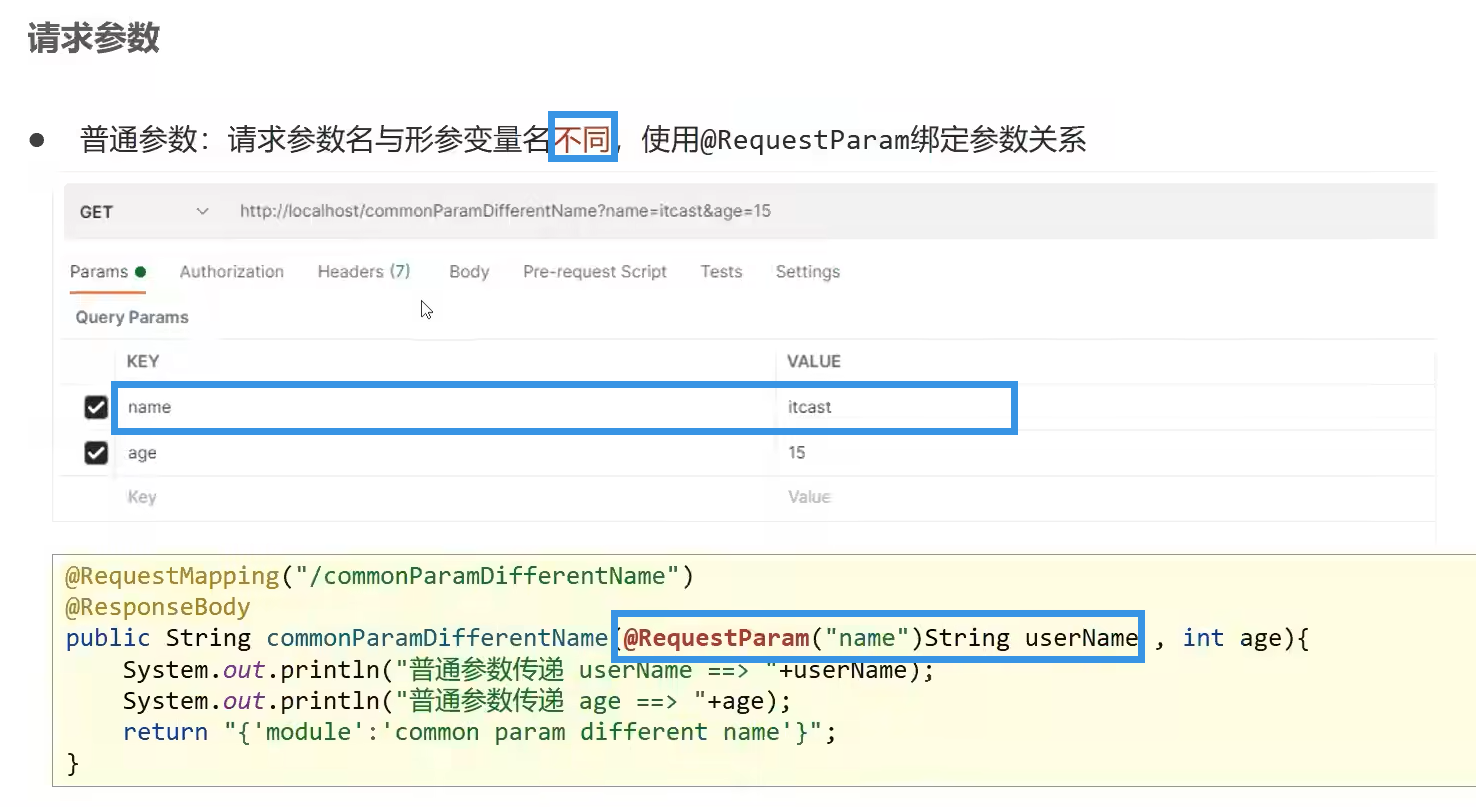 请求参数
● 普通参数：请求参数名与形参变量名不同，使用@RequestParam绑定参数关系
GET http://localhost/commonParamDifferentName?name=itcast&age=15
Params Authorization Headers (7) Body Pre-request Script Tests Settings
Query Params
KEY VALUE
name itcast
age 15
Key Value
@RequestMapping("/commonParamDifferentName")
@ResponseBody
public String commonParamDifferentName(@RequestParam("name")String userName , int age){
    System.out.println("普通参数传递 userName ==> "+userName);
    System.out.println("普通参数传递 age ==> "+age);
    return "{'module':'common param different name'}";
}